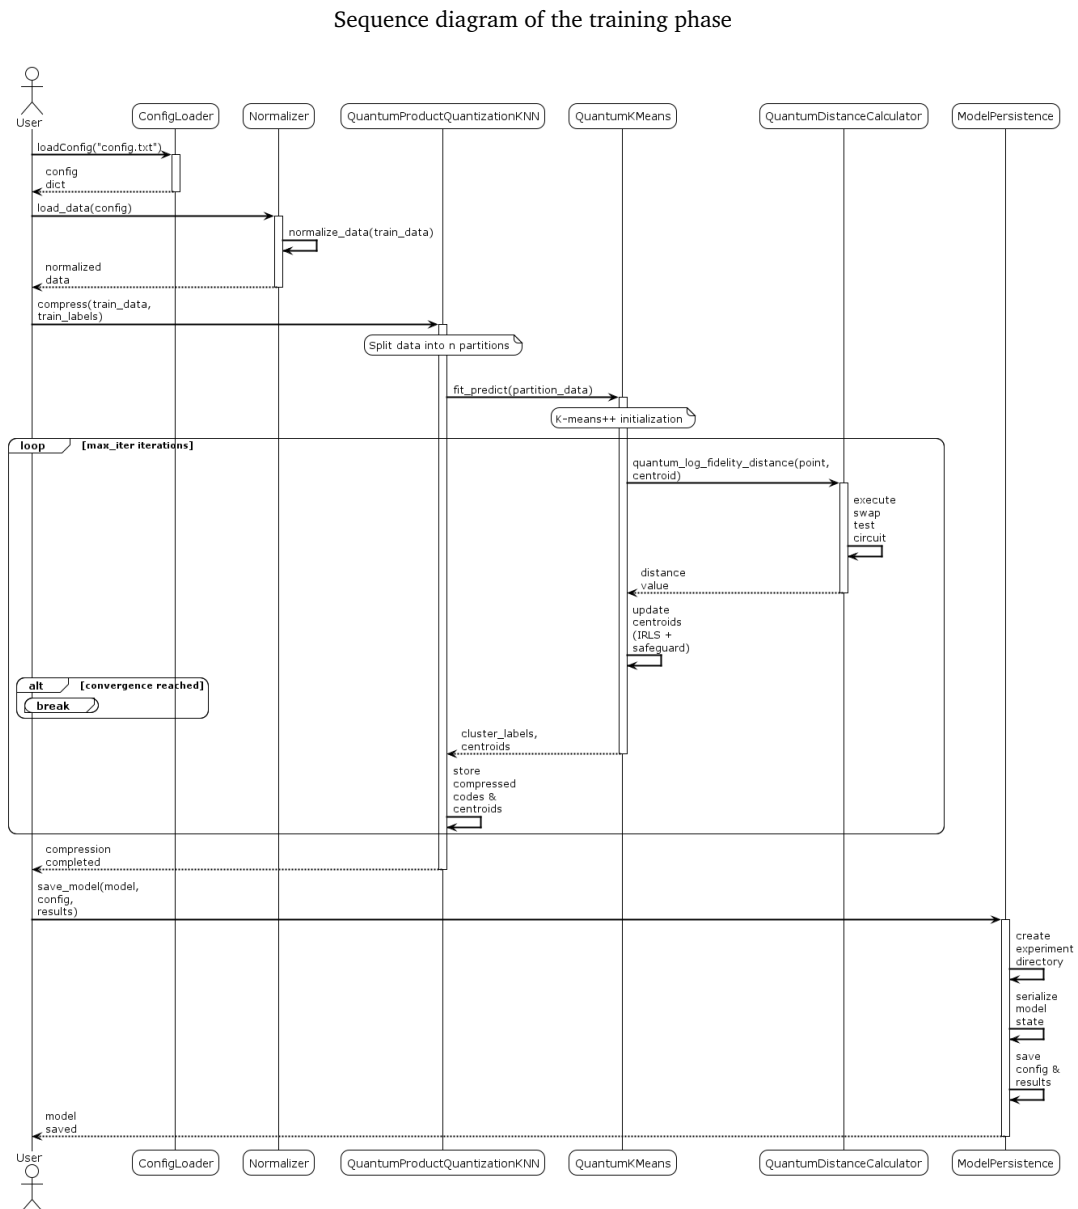 Sequence diagram of the training phase
User
ConfigLoader
Normalizer
QuantumProductQuantizationKNN
QuantumKMeans
QuantumDistanceCalculator
ModelPersistence
loadConfig("config.txt")
config
dict
load_data(config)
normalize_data(train_data)
normalized
data
compress(train_data,
train_labels)
Split data into n partitions
fit_predict(partition_data)
K-means++ initialization
loop
[max_iter iterations]
quantum_log_fidelity_distance(point,
centroid)
execute
swap
test
circuit
distance
value
update
centroids
(IRLS +
safeguard)
alt
[convergence reached]
break
cluster_labels,
centroids
store
compressed
codes &
centroids
compression
completed
save_model(model,
config,
results)
create
experiment
directory
serialize
model
state
save
config &
results
model
saved
User
ConfigLoader
Normalizer
QuantumProductQuantizationKNN
QuantumKMeans
QuantumDistanceCalculator
ModelPersistence